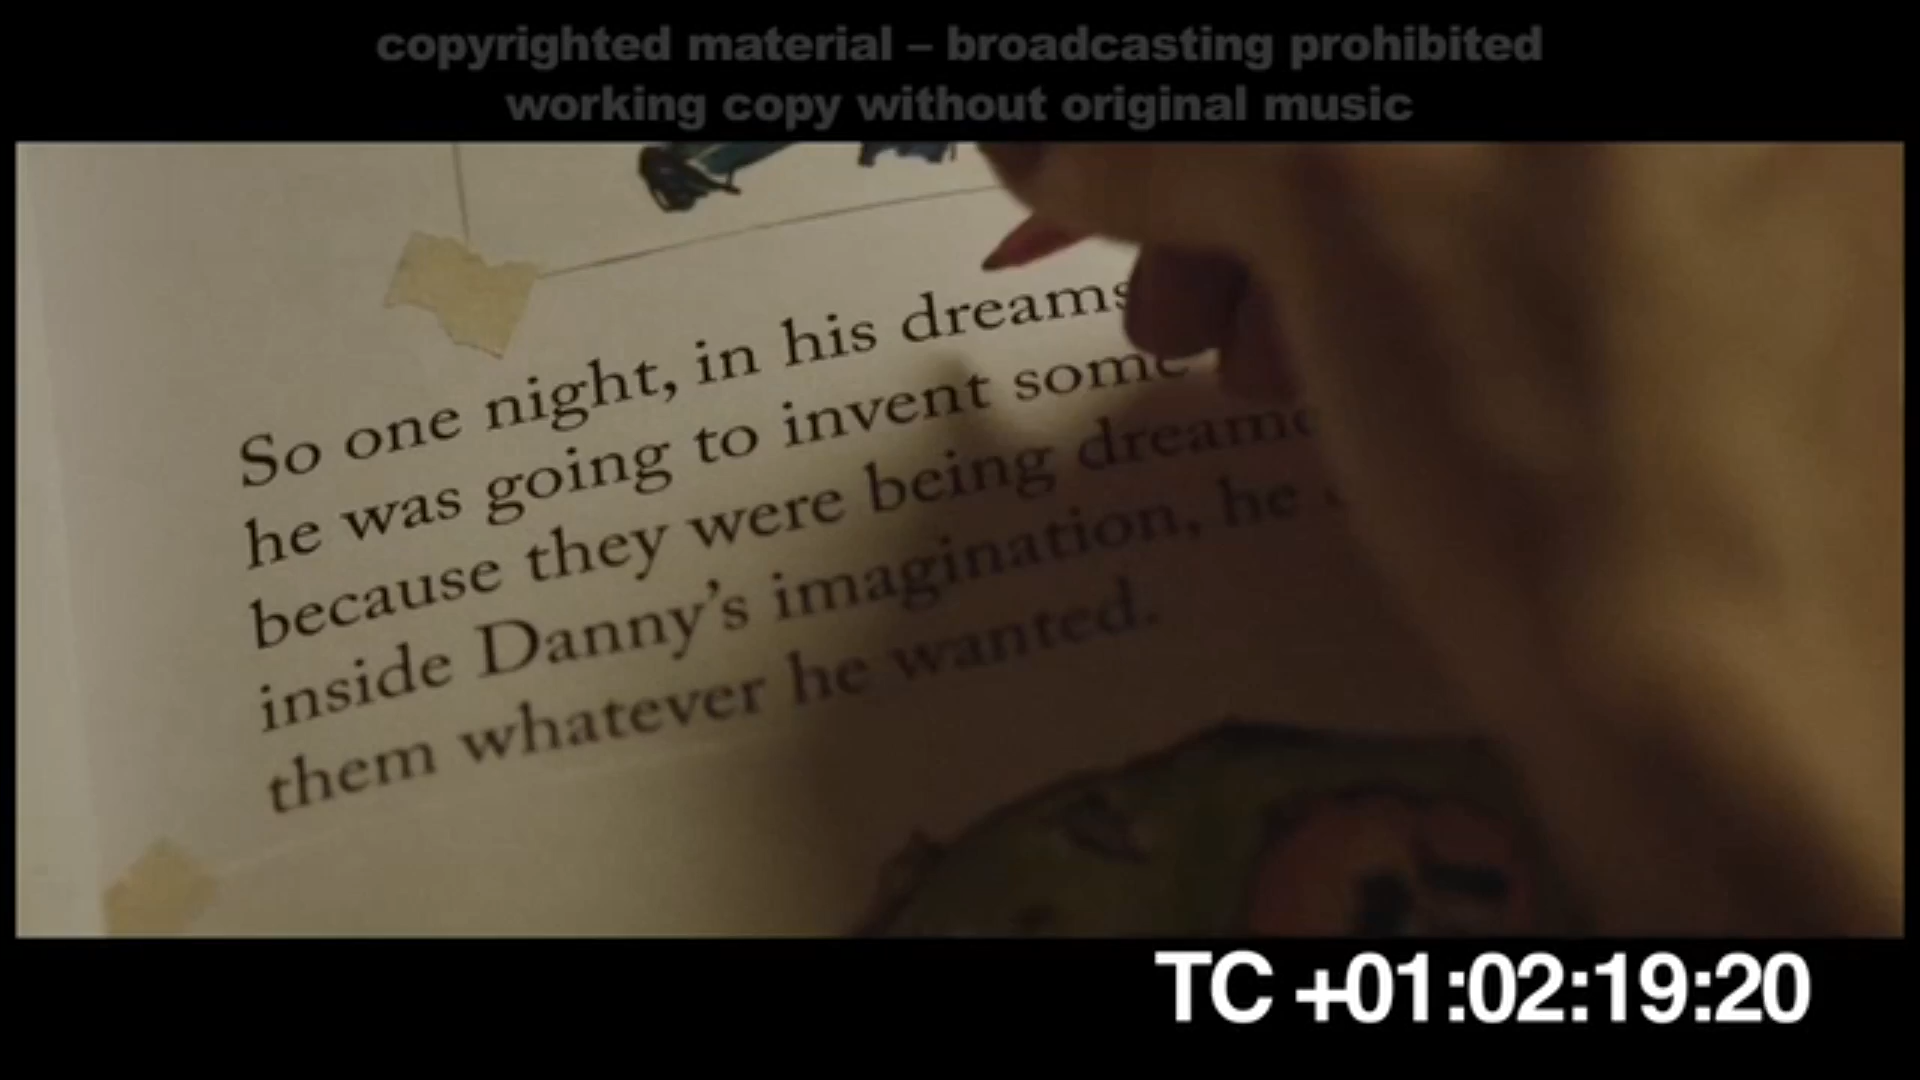 copyrighted material – broadcasting prohibited
working copy without original music
So one night, in his dreams
he was going to invent some
because they were being
inside Danny's imagination, he
them whatever he wanted.
TC +01:02:19:20